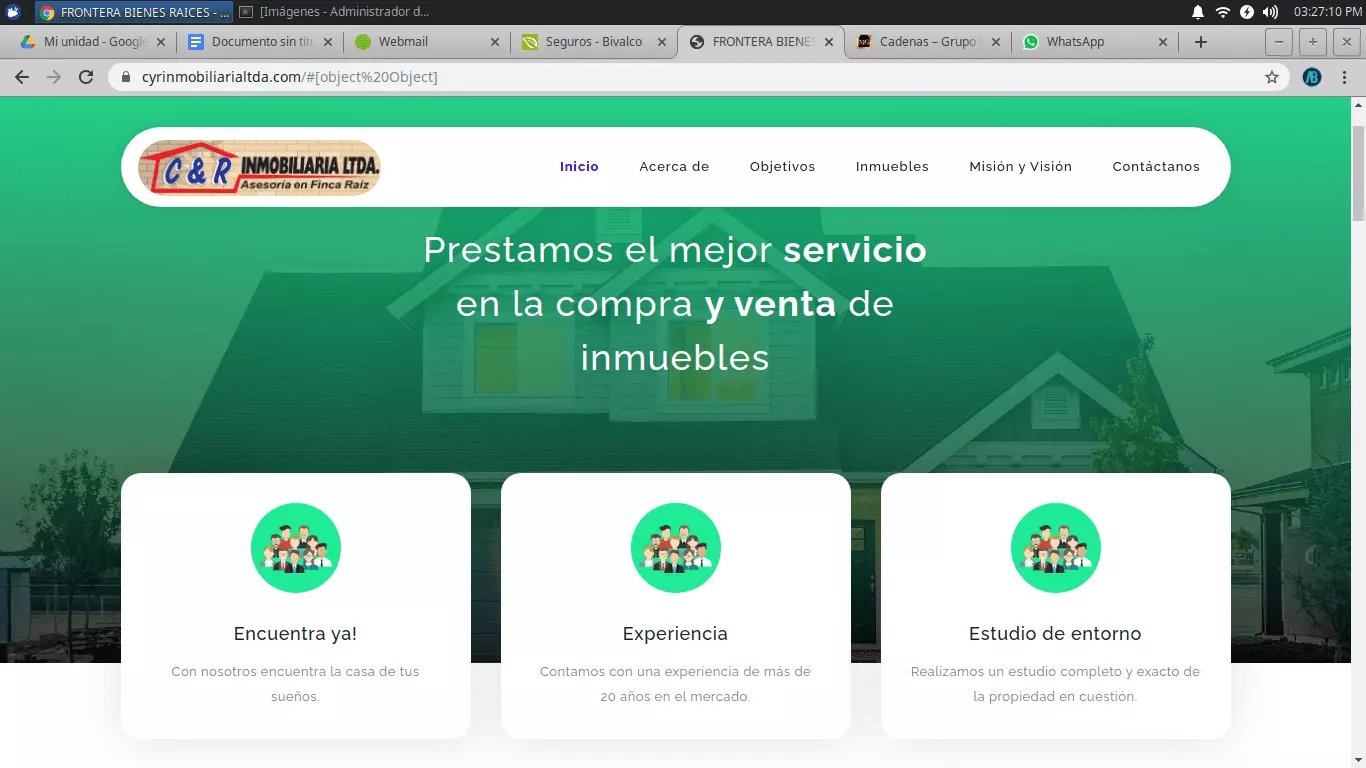 FRONTERA BIENES RAICES - ...
[Imágenes - Administrador d...
03:27:10 PM
Mi unidad - Google
Documento sin títu
Webmail
Seguros - Bivalco
FRONTERA BIENES
Cadenas – Grupo
WhatsApp
cyrinmobiliarialtda.com/#[object%20Object]
C & R INMOBILIARIA LTDA.
Asesoría en Finca Raíz
Inicio
Acerca de
Objetivos
Inmuebles
Misión y Visión
Contáctanos
Prestamos el mejor servicio
en la compra y venta de
inmuebles
Encuentra ya!
Con nosotros encuentra la casa de tus
sueños.
Experiencia
Contamos con una experiencia de más de
20 años en el mercado.
Estudio de entorno
Realizamos un estudio completo y exacto de
la propiedad en cuestión.